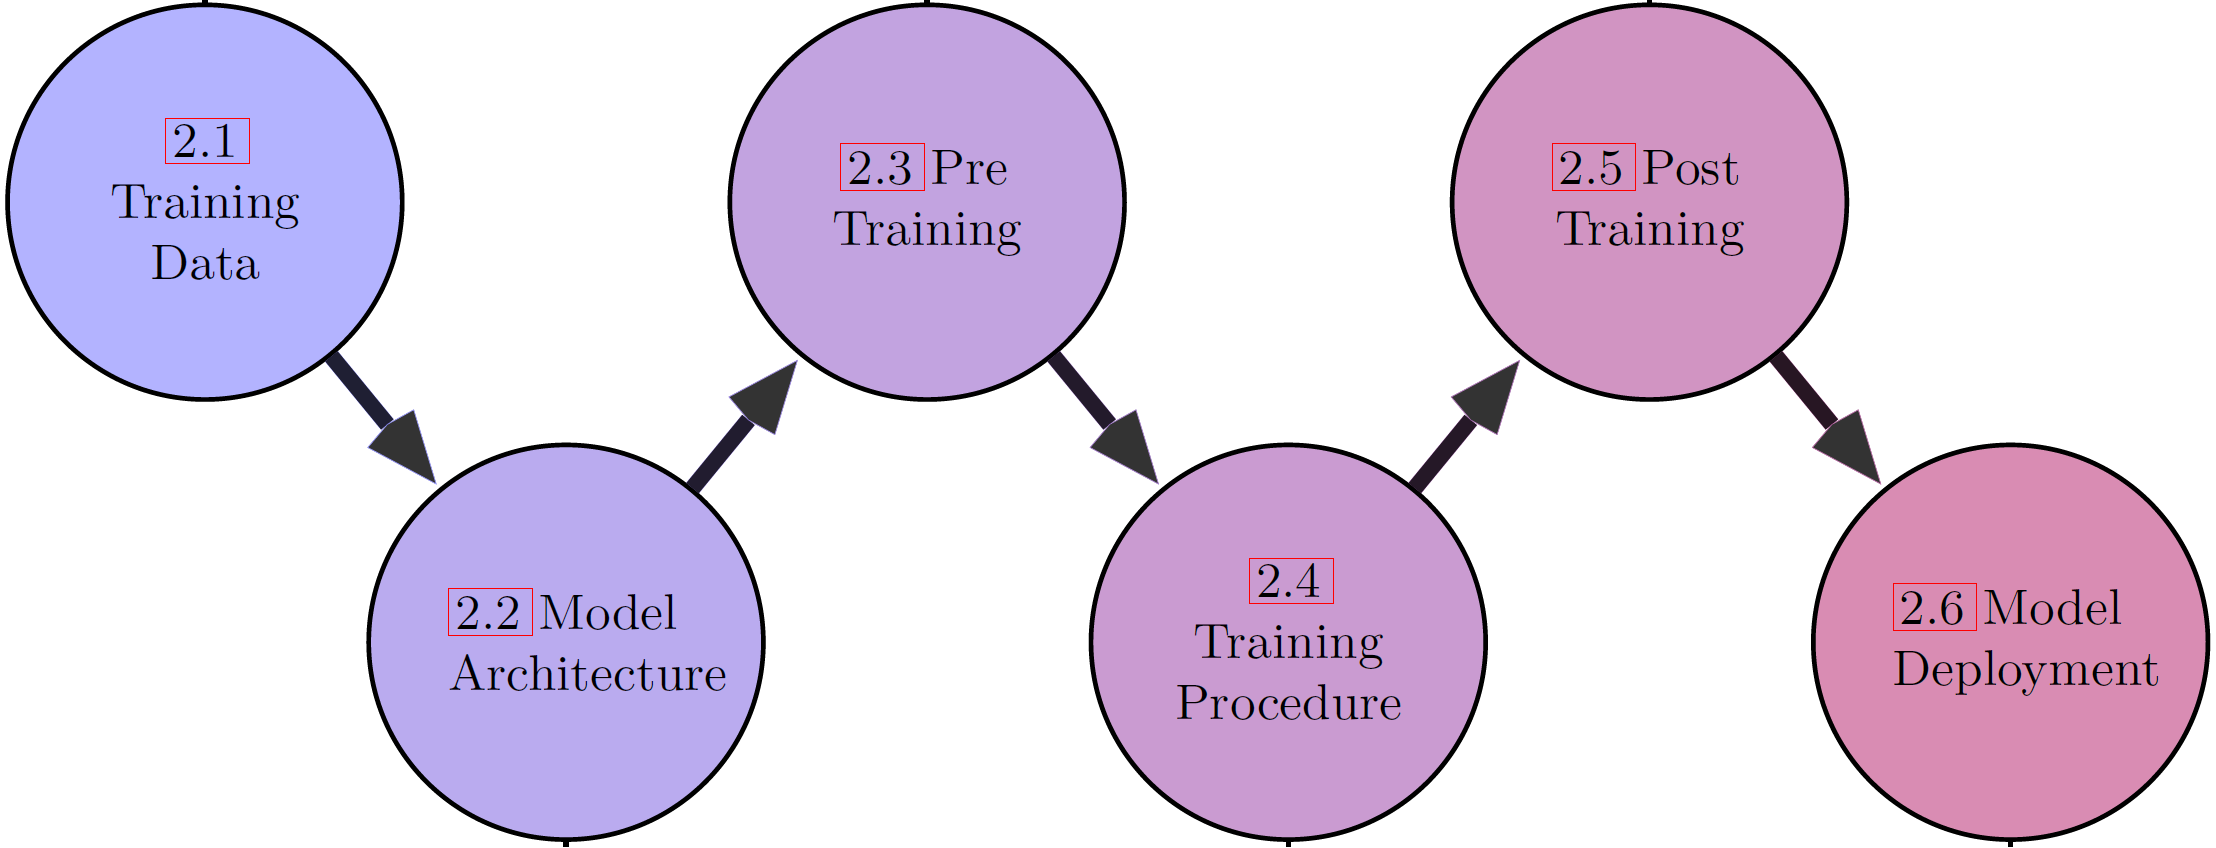 2.1
Training
Data
2.2 Model
Architecture
2.3 Pre
Training
2.4
Training
Procedure
2.5 Post
Training
2.6 Model
Deployment